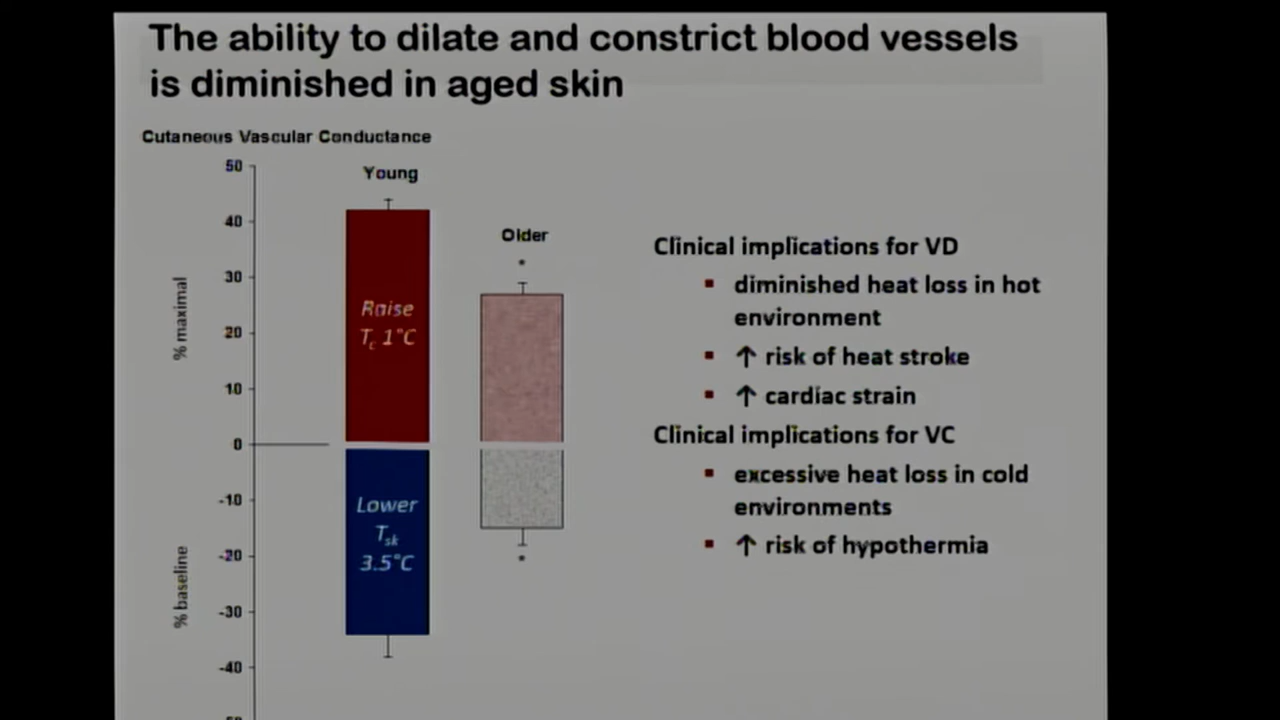 The ability to dilate and constrict blood vessels
is diminished in aged skin
Cutaneous Vascular Conductance
50
40
30
20
10
0
-10
-20
-30
-40
% maximal
% baseline
Young
Raise
Tc 1°C
Lower
Tsk
3.5°C
Older
*
*
Clinical implications for VD
▪ diminished heat loss in hot
environment
▪ ↑ risk of heat stroke
▪ ↑ cardiac strain
Clinical implications for VC
▪ excessive heat loss in cold
environments
▪ ↑ risk of hypothermia